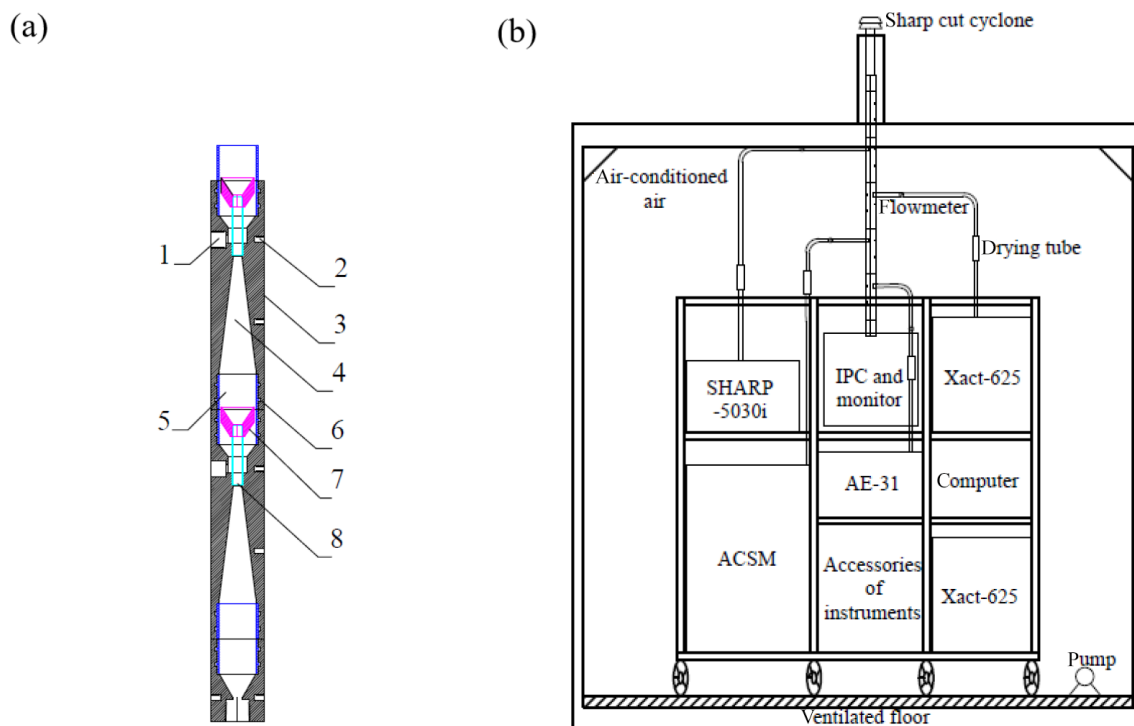 (a)
1
2
3
4
5
6
7
8
(b)
Sharp cut cyclone
Air-conditioned
air
Flowmeter
Drying tube
SHARP
-5030i
IPC and
monitor
Xact-625
AE-31
Computer
ACSM
Accessories
of
instruments
Xact-625
Pump
Ventilated floor